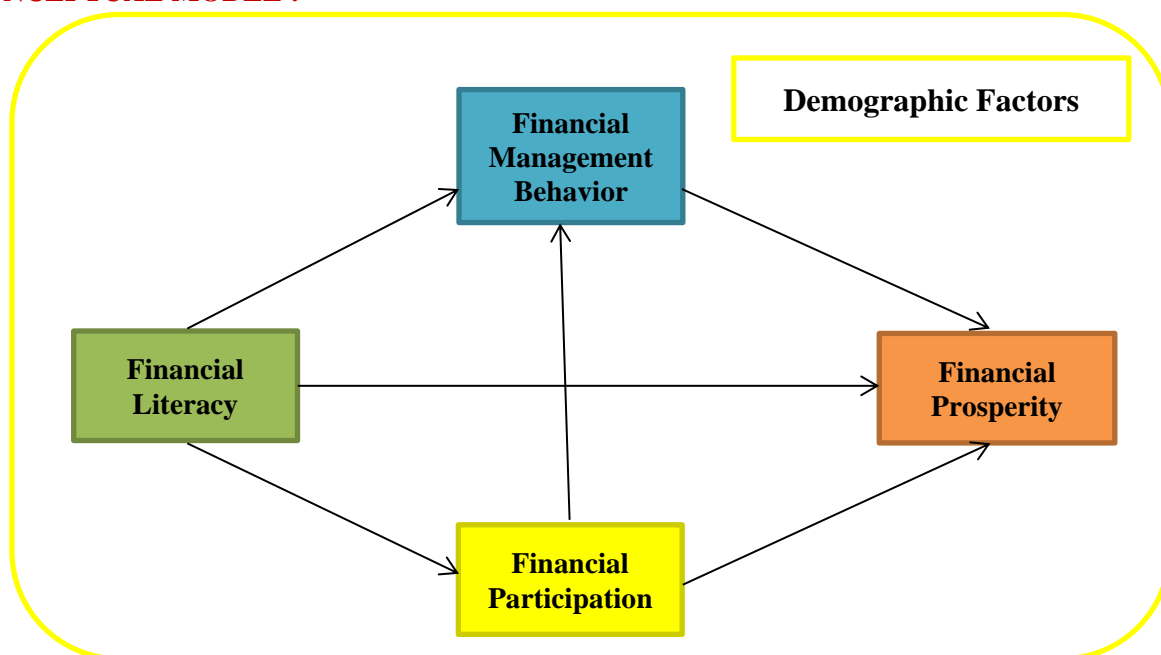 Demographic Factors
Financial
Management
Behavior
Financial
Literacy
Financial
Prosperity
Financial
Participation